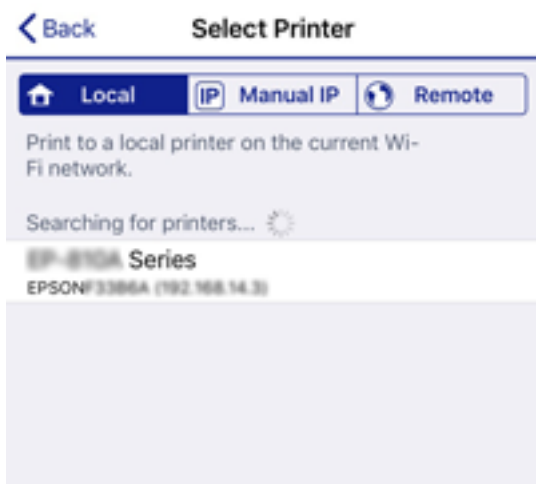 Back Select Printer
Local IP Manual IP Remote
Print to a local printer on the current Wi-
Fi network.
Searching for printers...
Series
EPSON